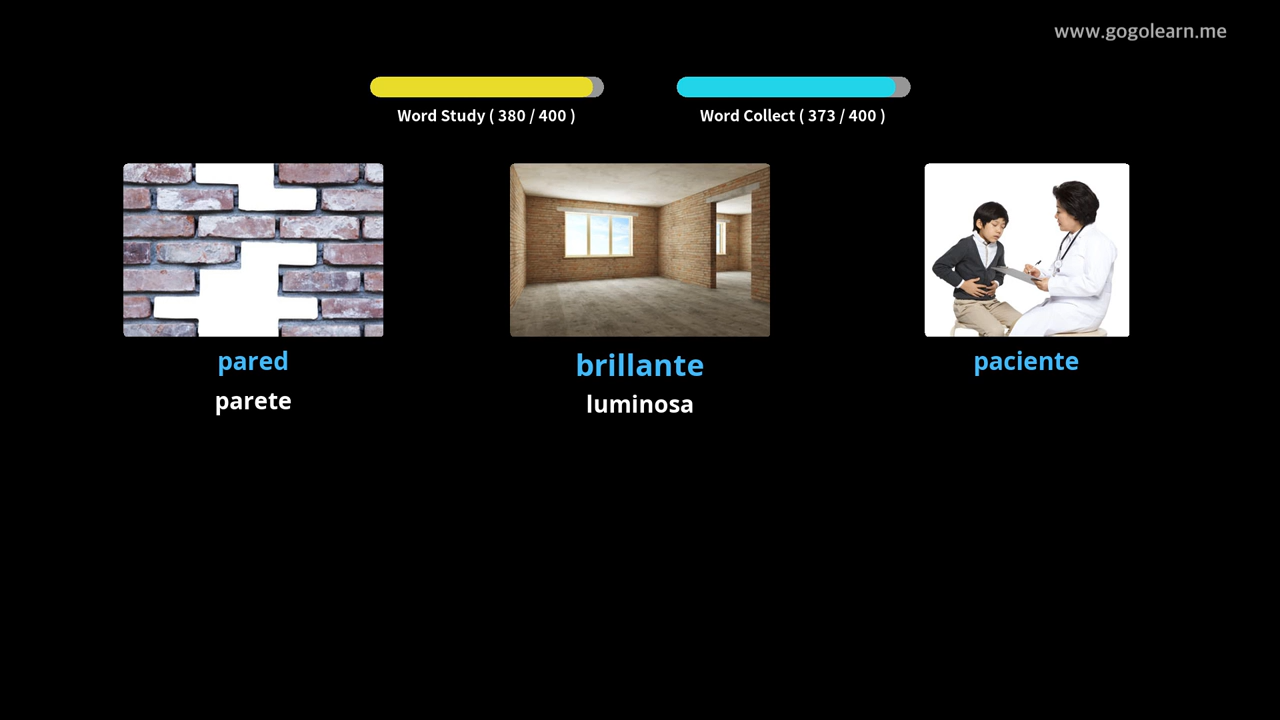 www.gogolearn.me
Word Study ( 380 / 400 )
Word Collect ( 373 / 400 )
pared
brillante
paciente
parete
luminosa